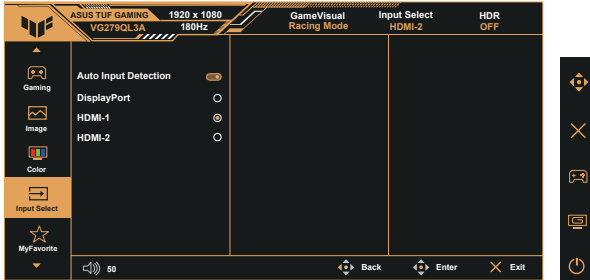 ASUS TUF GAMING 1920 x 1080 GameVisual Input Select HDR
VG279QL3A 180Hz Racing Mode HDMI-2 OFF
Gaming
Image
Color
Input Select
MyFavorite
Auto Input Detection
DisplayPort
HDMI-1
HDMI-2
50 Back Enter Exit